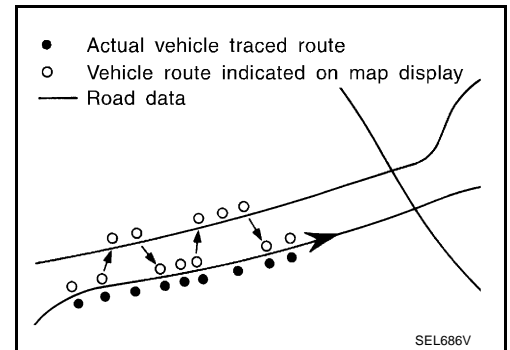 Actual vehicle traced route
Vehicle route indicated on map display
Road data
SEL686V